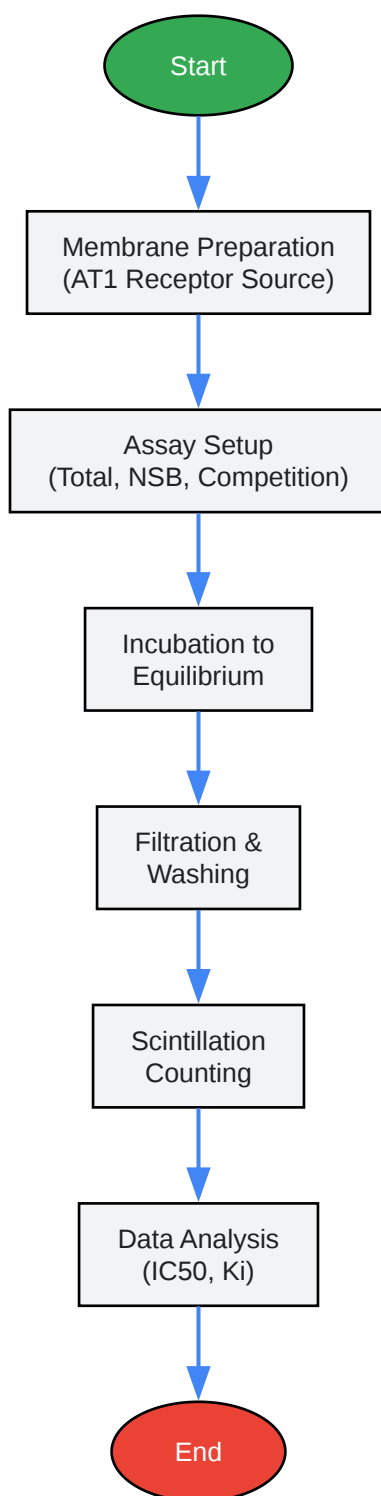 Start
Membrane Preparation
(AT1 Receptor Source)
Assay Setup
(Total, NSB, Competition)
Incubation to
Equilibrium
Filtration &
Washing
Scintillation
Counting
Data Analysis
(IC50, Ki)
End